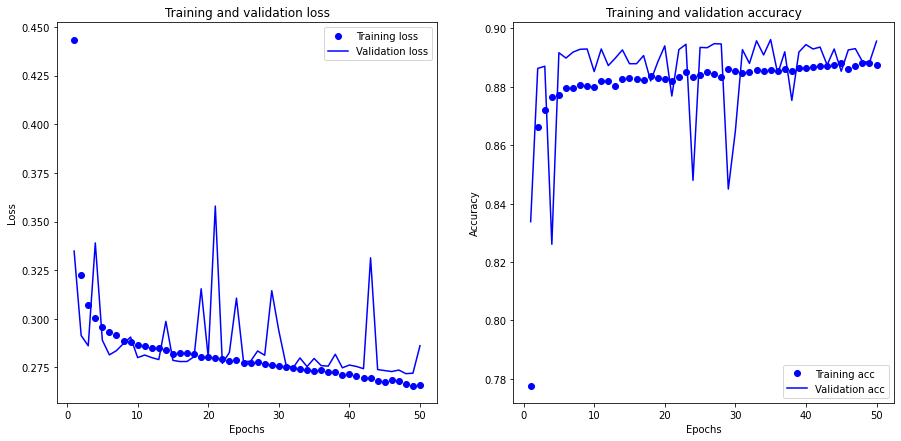 Training and validation loss
Training loss
Validation loss
0.450
0.425
0.400
0.375
0.350
0.325
0.300
0.275
Loss
0 10 20 30 40 50
Epochs
Training and validation accuracy
0.90
0.88
0.86
0.84
0.82
0.80
0.78
Accuracy
Training acc
Validation acc
0 10 20 30 40 50
Epochs